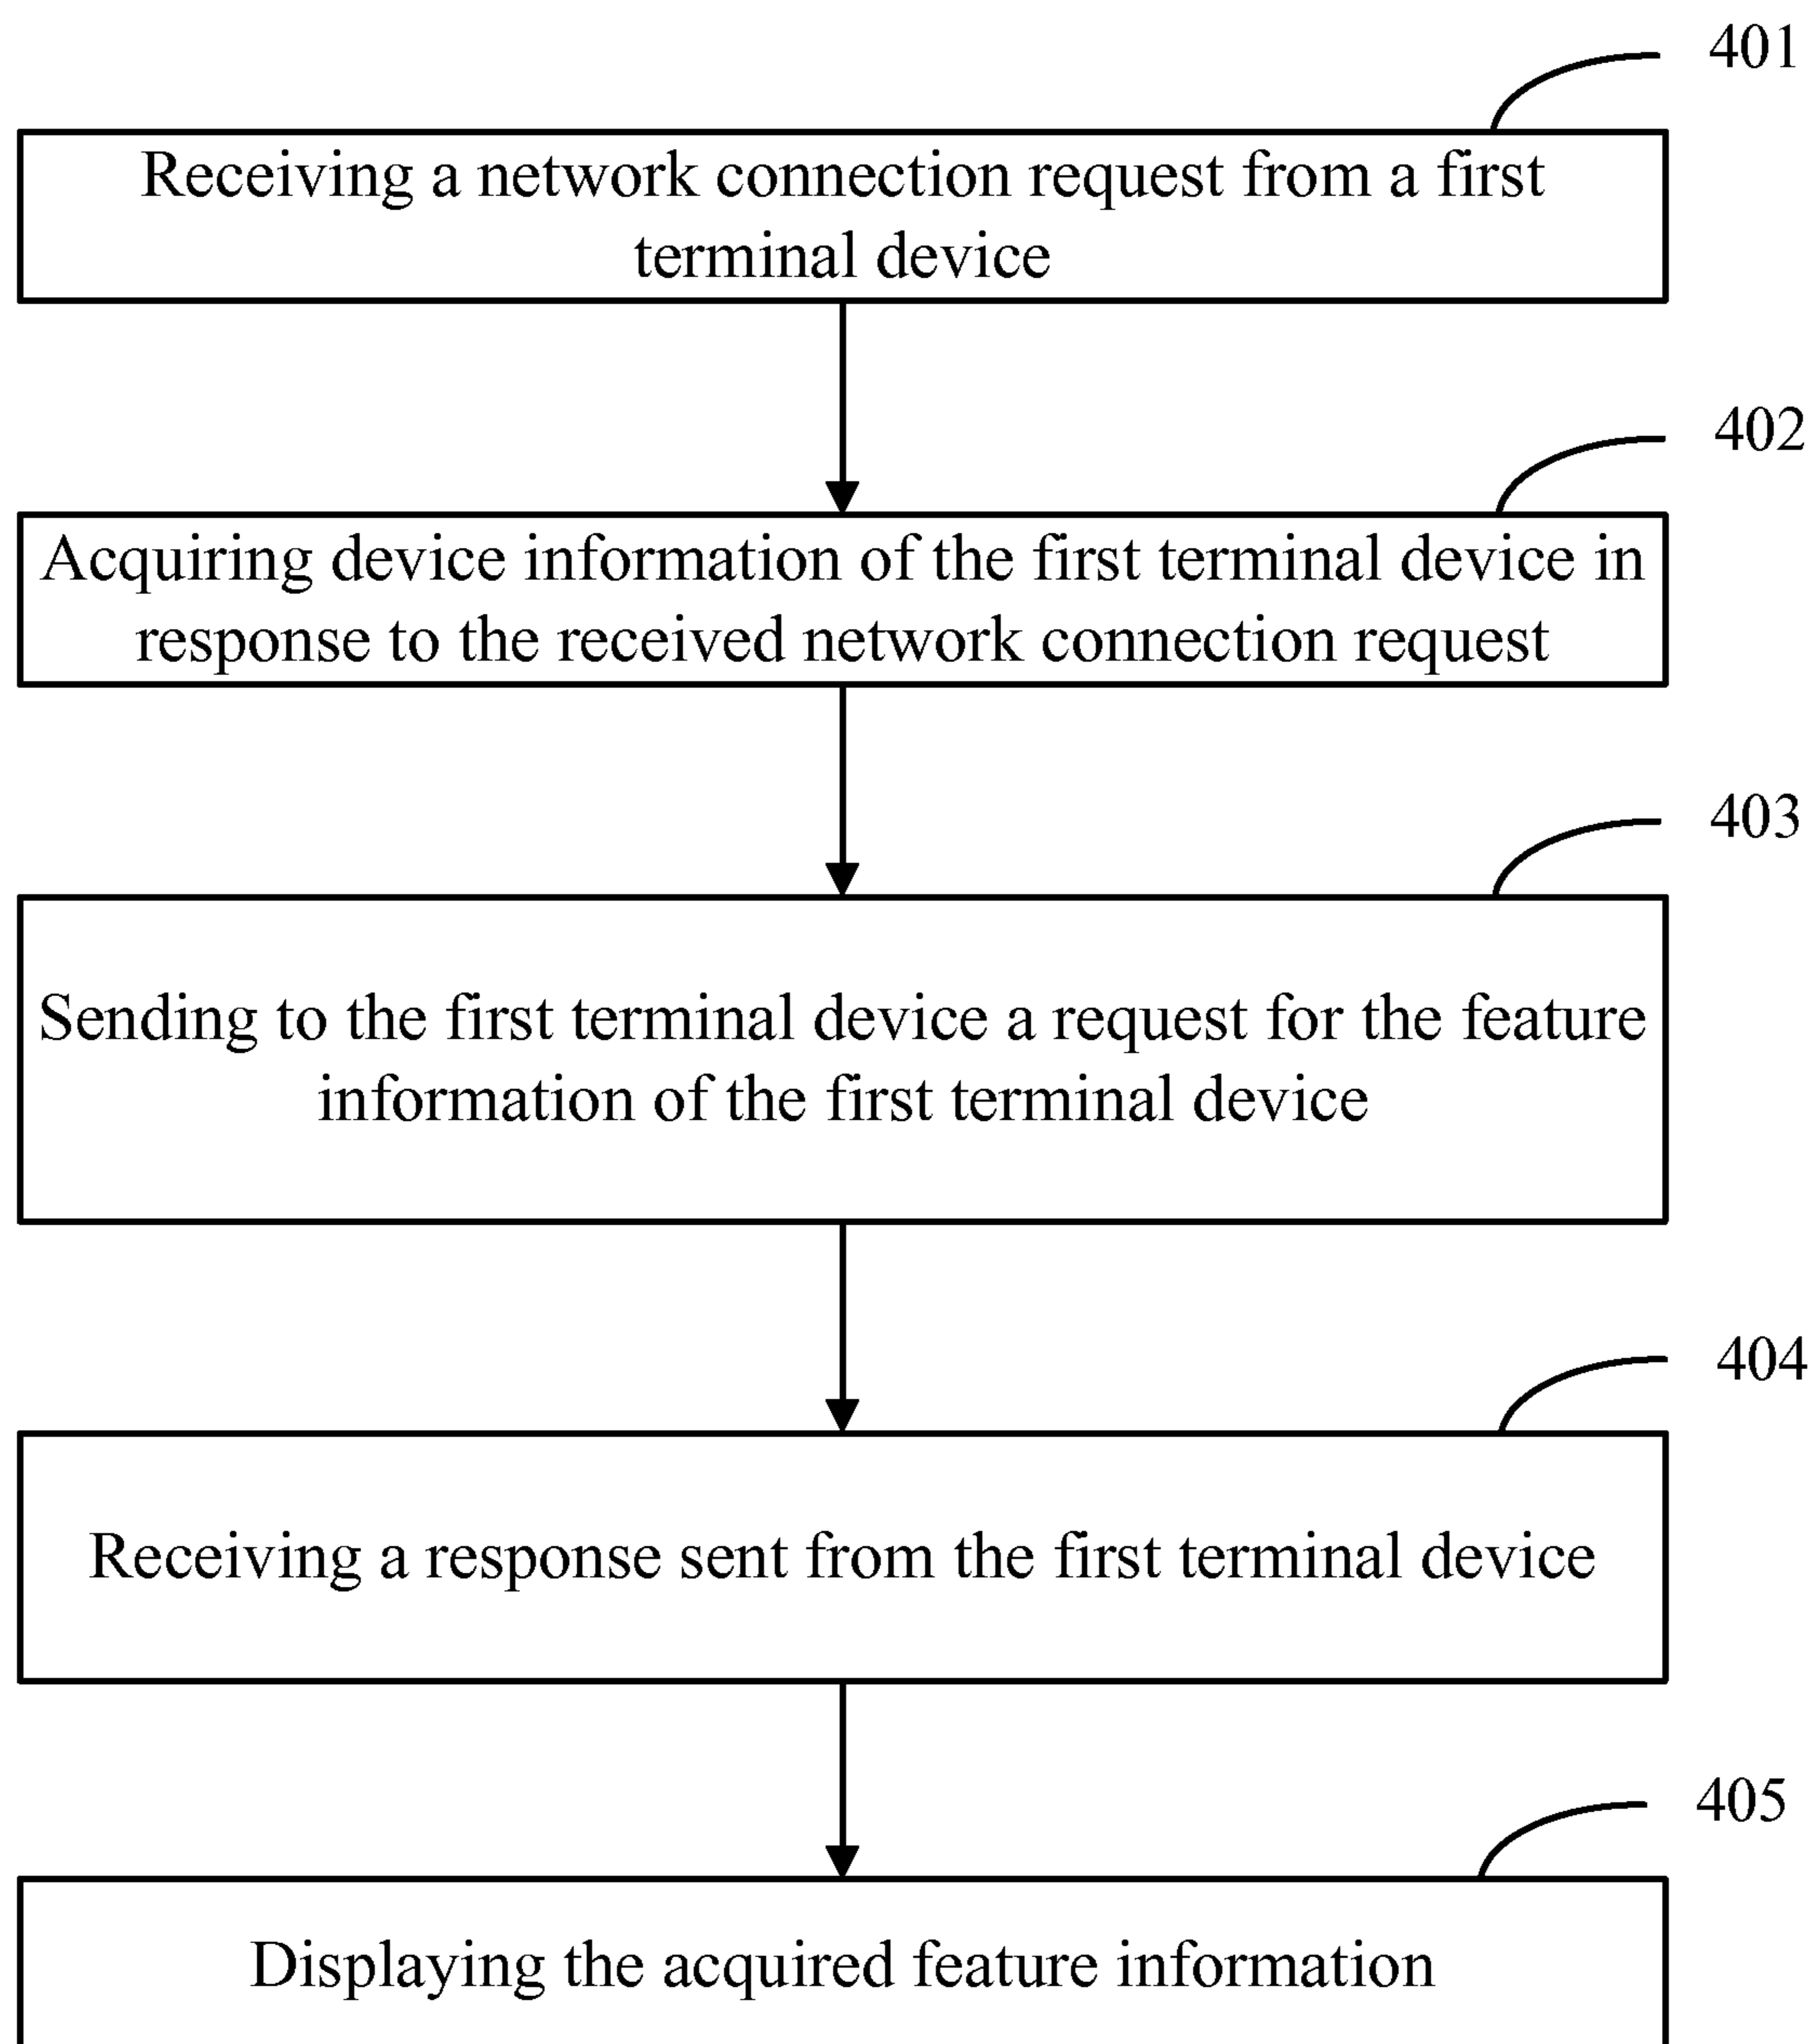 401
Receiving a network connection request from a first
terminal device
402
Acquiring device information of the first terminal device in
response to the received network connection request
403
Sending to the first terminal device a request for the feature
information of the first terminal device
404
Receiving a response sent from the first terminal device
405
Displaying the acquired feature information